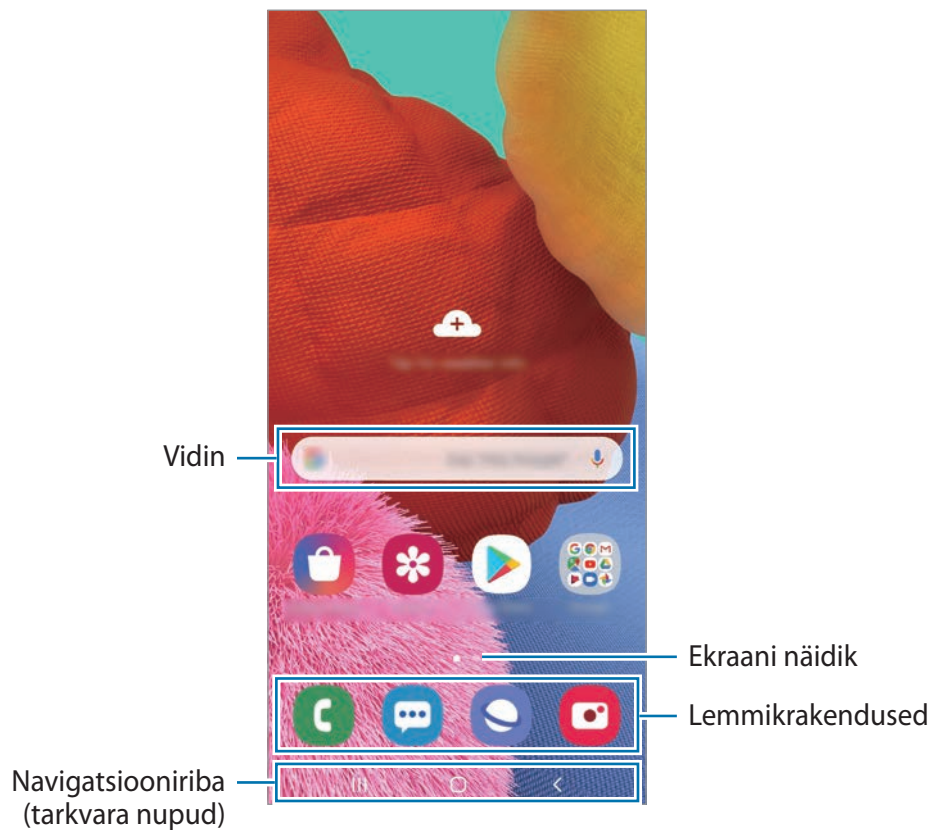 Vidin
Ekraani näidik
Lemmikrakendused
Navigatsiooniriba
(tarkvara nupud)